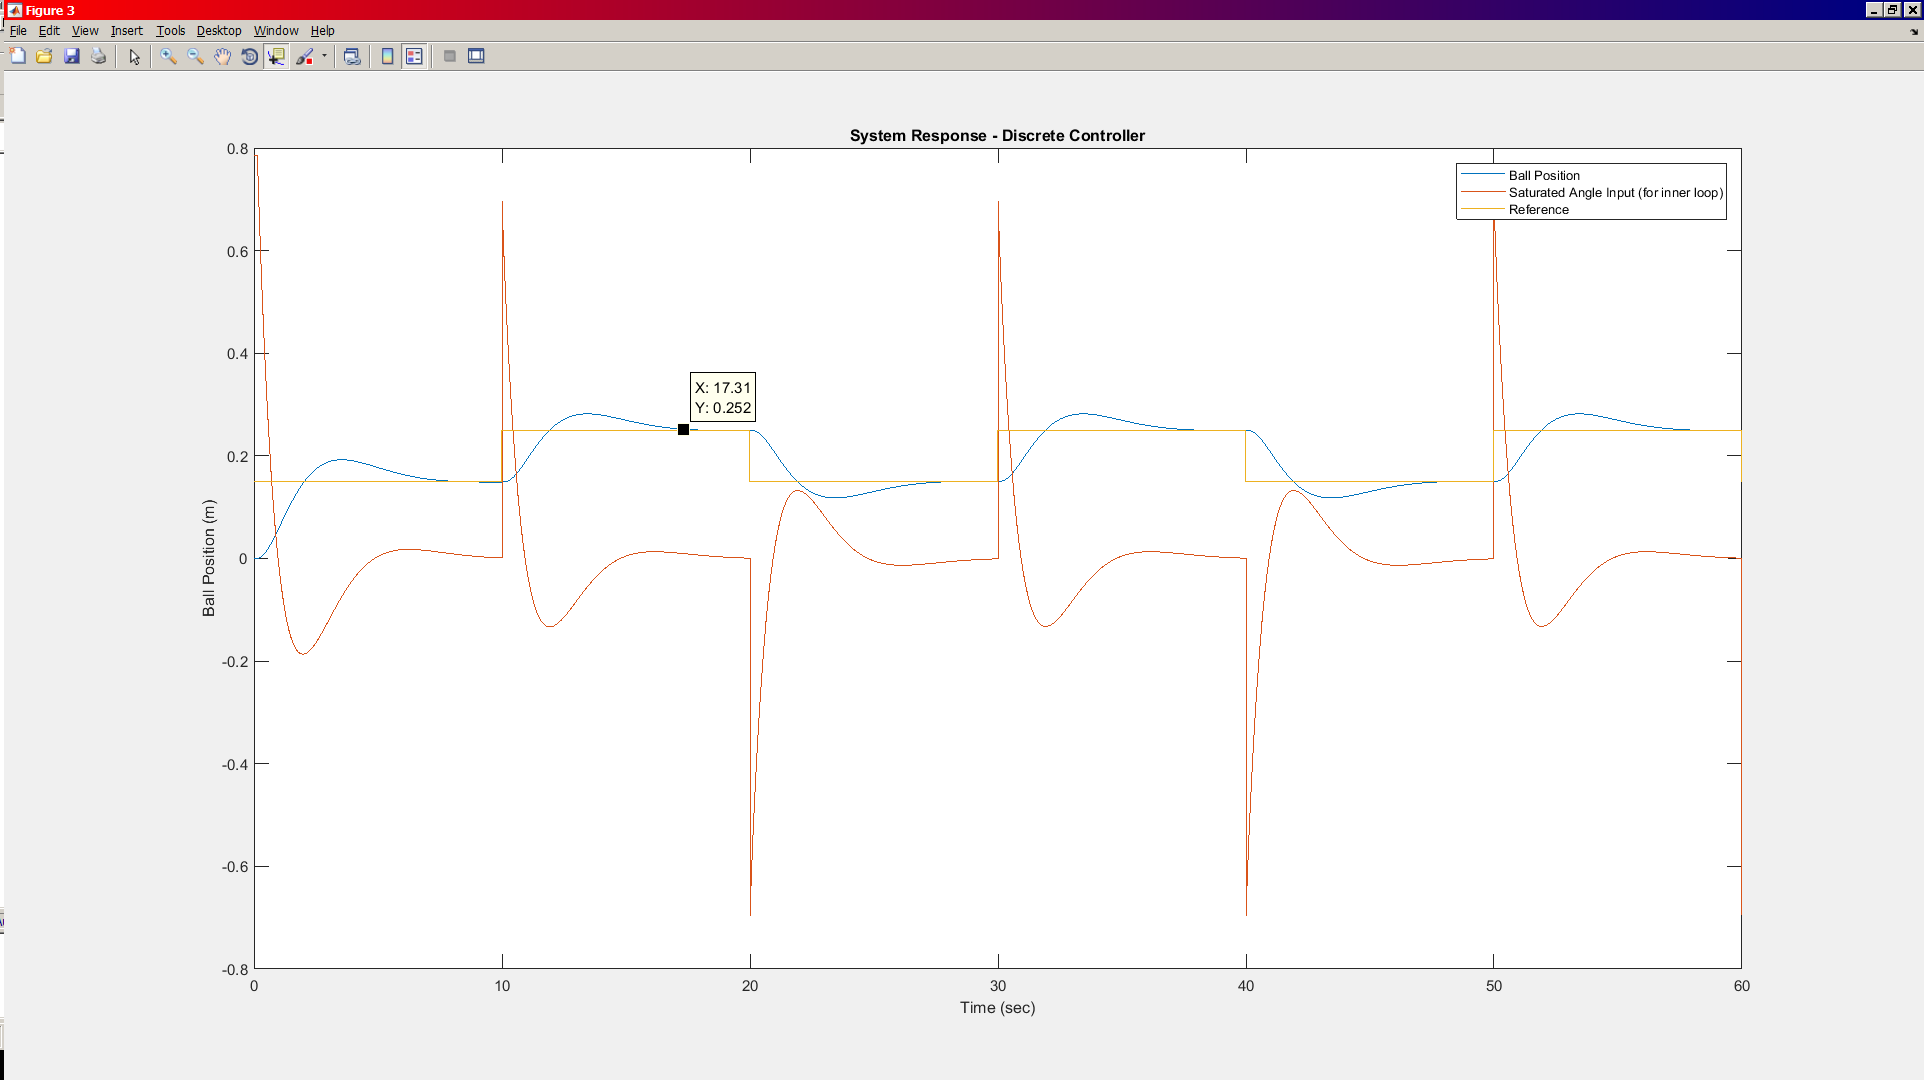 Figure 3
File Edit View Insert Tools Desktop Window Help
System Response - Discrete Controller
0.8
0.6
0.4
0.2
0
-0.2
-0.4
-0.6
-0.8
Ball Position (m)
Ball Position
Saturated Angle Input (for inner loop)
Reference
X: 17.31
Y: 0.252
0 10 20 30 40 50 60
Time (sec)